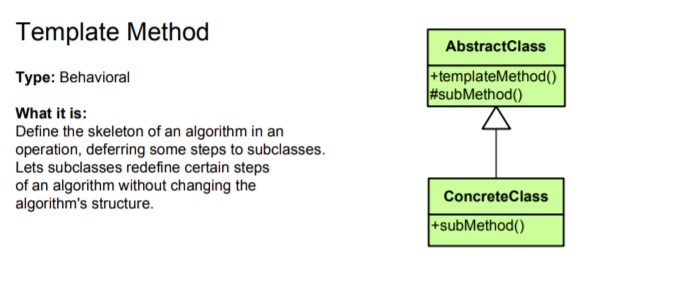 Template Method
Type: Behavioral
What it is:
Define the skeleton of an algorithm in an
operation, deferring some steps to subclasses.
Lets subclasses redefine certain steps
of an algorithm without changing the
algorithm's structure.
AbstractClass
+templateMethod()
#subMethod()
ConcreteClass
+subMethod()